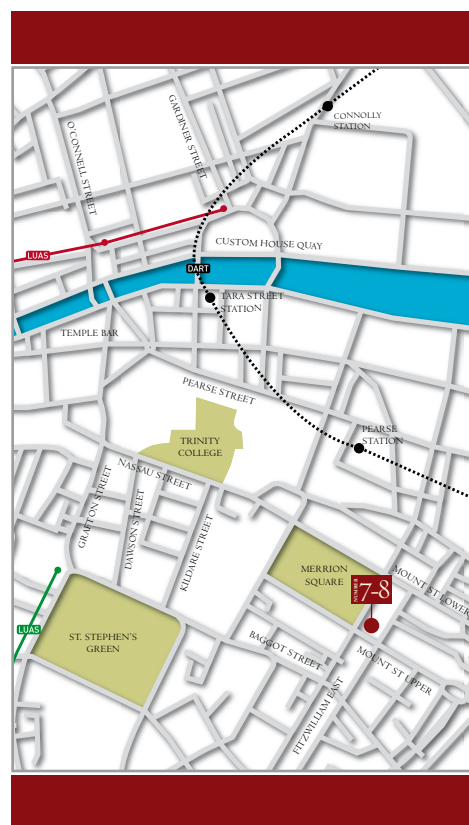 CONNOLLY
STATION
GARDINER STREET
O'CONNELL STREET
CUSTOM HOUSE QUAY
LUAS
DART
TARA STREET
STATION
TEMPLE BAR
PEARSE STREET
PEARSE
STATION
TRINITY
COLLEGE
NASSAU STREET
GRAFTON STREET
DAWSON STREET
KILDARE STREET
MERRION
SQUARE
NUMBER 7-8
MOUNT ST LOWER
LUAS
ST. STEPHEN'S
GREEN
BAGGOT STREET
MOUNT ST UPPER
FITZWILLIAM EAST